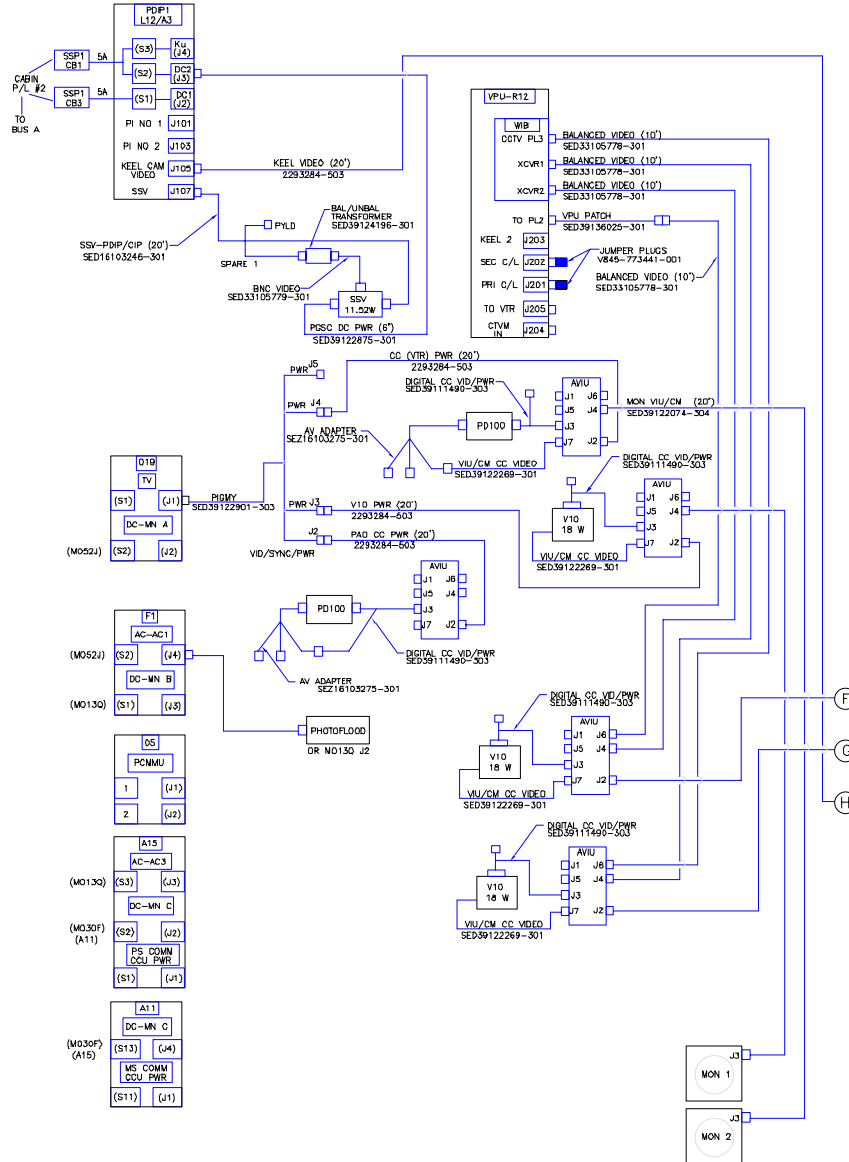 PDIP1
L12/A3
(S3)
Ku
(J4)
SSP1
CB1
5A
(S2)
DC2
(J3)
CABIN
P/L #2
SSP1
CB3
5A
(S1)
DC1
(J2)
TO
BUS A
PI NO 1
J101
PI NO 2
J103
KEEL CAM
VIDEO
J105
KEEL VIDEO (20')
2293284-503
SSV
J107
SSV-PDIP/CIP (20')
SED16103246-301
PYLD
SPARE 1
BAL/UNBAL
TRANSFORMER
SED39124196-301
BNC VIDEO
SED33105779-301
SSV
11.52W
PGSC DC PWR (6")
SED39122875-301
VPU-R12
WIB
CCTV PL3
BALANCED VIDEO (10')
SED33105778-301
XCVR1
BALANCED VIDEO (10')
SED33105778-301
XCVR2
BALANCED VIDEO (10')
TO PL2
VPU PATCH
SED39136025-301
KEEL 2
J203
SEC C/L
J202
JUMPER PLUGS
V845-773441-001
PRI C/L
J201
BALANCED VIDEO (10')
SED33105778-301
TO VTR
J205
CTVM
IN
J204
PWR
J5
CC (VTR) PWR (20')
2293284-503
PWR
J4
DIGITAL CC VID/PWR
SED39111490-303
AVIU
J1
J6
J5
J4
J3
J7
J2
MON VIU/CM (20')
SED39122074-304
AV ADAPTER
SEZ16103275-301
PD100
VIU/CM CC VIDEO
SED39122269-301
DIGITAL CC VID/PWR
SED39111490-303
V10
18 W
VIU/CM CC VIDEO
SED39122269-301
AVIU
J1
J6
J5
J4
J3
J7
J2
O19
TV
(S1)
(J1)
DC-MN A
(M052J)
(S2)
(J2)
PIGMY
SED39122901-303
PWR
J3
V10 PWR (20')
2293284-503
J2
PAO CC PWR (20')
2293284-503
VID/SYNC/PWR
AVIU
J1
J6
J5
J4
J3
J7
J2
PD100
DIGITAL CC VID/PWR
SED39111490-303
AV ADAPTER
SEZ16103275-301
F1
AC-AC1
(M052J)
(S2)
(J4)
DC-MN B
(M013Q)
(S1)
(J3)
PHOTOFLOOD
OR MO13Q J2
O5
PCMMU
1
(J1)
2
(J2)
DIGITAL CC VID/PWR
SED39111490-303
V10
18 W
VIU/CM CC VIDEO
SED39122269-301
AVIU
J1
J6
J5
J4
J3
J7
J2
F
G
H
A15
AC-AC3
(M013Q)
(S3)
(J3)
DC-MN C
(M030F)
(A11)
(S2)
(J2)
PS COMM
CCU PWR
(S1)
(J1)
DIGITAL CC VID/PWR
SED39111490-303
V10
18 W
VIU/CM CC VIDEO
SED39122269-301
AVIU
J1
J6
J5
J4
J3
J7
J2
A11
DC-MN C
(M030F)
(A15)
(S13)
(J4)
MS COMM
CCU PWR
(S11)
(J1)
J3
MON 1
J3
MON 2